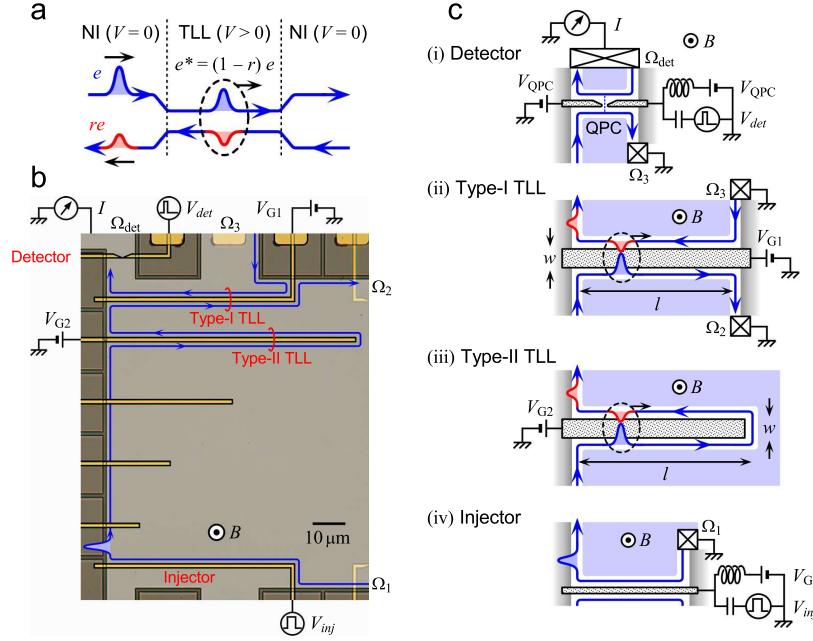 a
NI (V = 0)
TLL (V > 0)
NI (V = 0)
e* = (1 – r) e
e
re
b
I
Ω_det
V_det
Ω_3
V_G1
Detector
Ω_2
Type-I TLL
V_G2
Type-II TLL
B
10 μm
Injector
Ω_1
V_inj
c
I
(i) Detector
Ω_det
B
V_QPC
V_QPC
V_det
QPC
Ω_3
(ii) Type-I TLL
Ω_3
B
V_G1
w
l
Ω_2
(iii) Type-II TLL
B
V_G2
w
l
(iv) Injector
Ω_1
B
V_G
V_inj